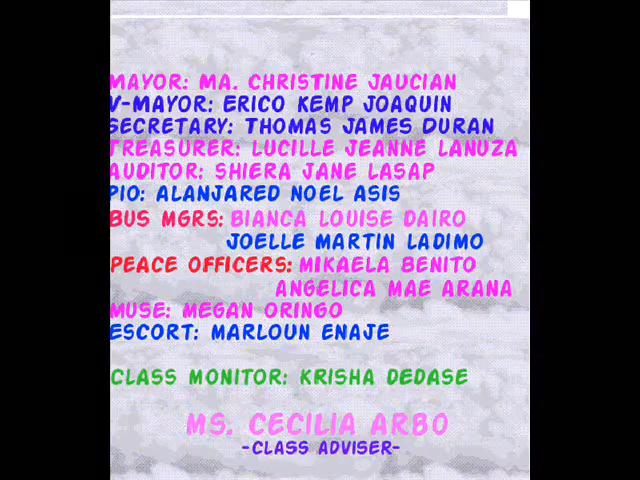 MAYOR: MA. CHRISTINE JAUCIAN
V-MAYOR: ERICO KEMP JOAQUIN
SECRETARY: THOMAS JAMES DURAN
TREASURER: LUCILLE JEANNE LANUZA
AUDITOR: SHIERA JANE LASAP
PIO: ALANJARED NOEL ASIS
BUS MGRS: BIANCA LOUISE DAIRO
JOELLE MARTIN LADIMO
PEACE OFFICERS: MIKAELA BENITO
ANGELICA MAE ARANA
MUSE: MEGAN ORINGO
ESCORT: MARLOUN ENAJE
CLASS MONITOR: KRISHA DEDASE
MS. CECILIA ARBO
-CLASS ADVISER-